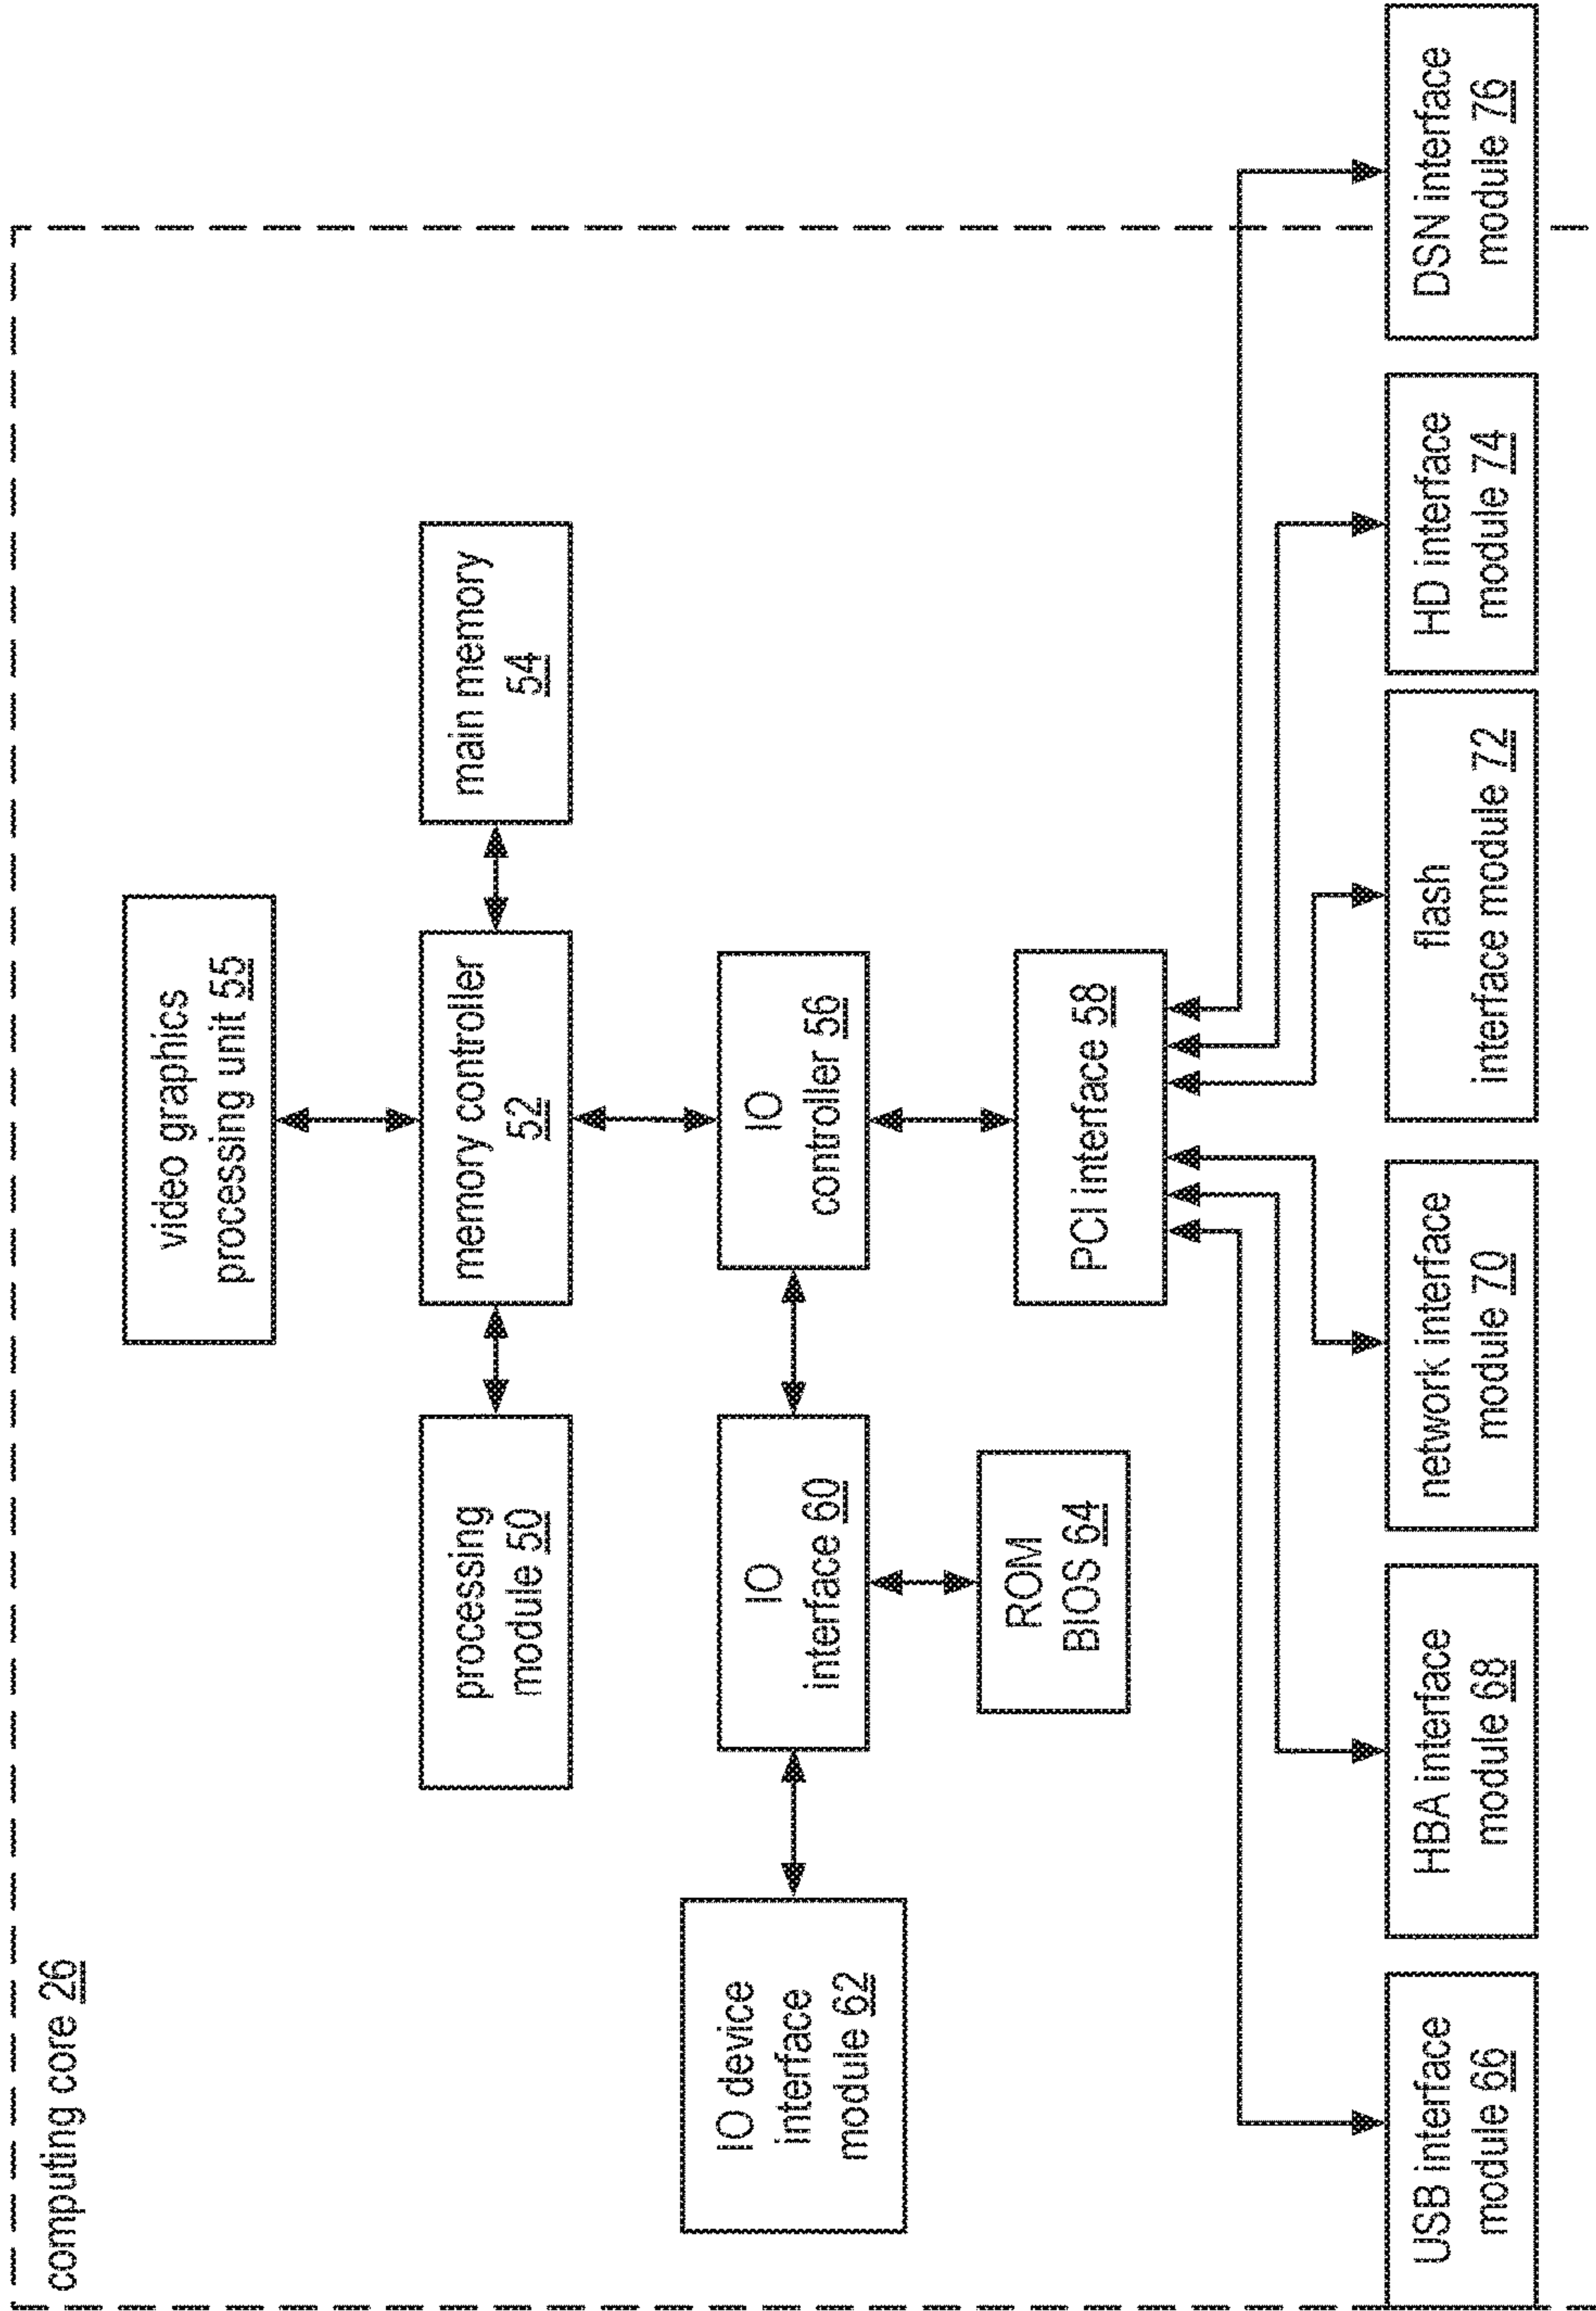 computing core 26
video graphics
processing unit 55
processing
module 50
memory controller
52
main memory
54
IO device
interface
module 62
IO
interface 60
IO
controller 56
ROM
BIOS 64
PCI interface 58
USB interface
module 66
HBA interface
module 68
network interface
module 70
flash
interface module 72
HD interface
module 74
DSN interface
module 76